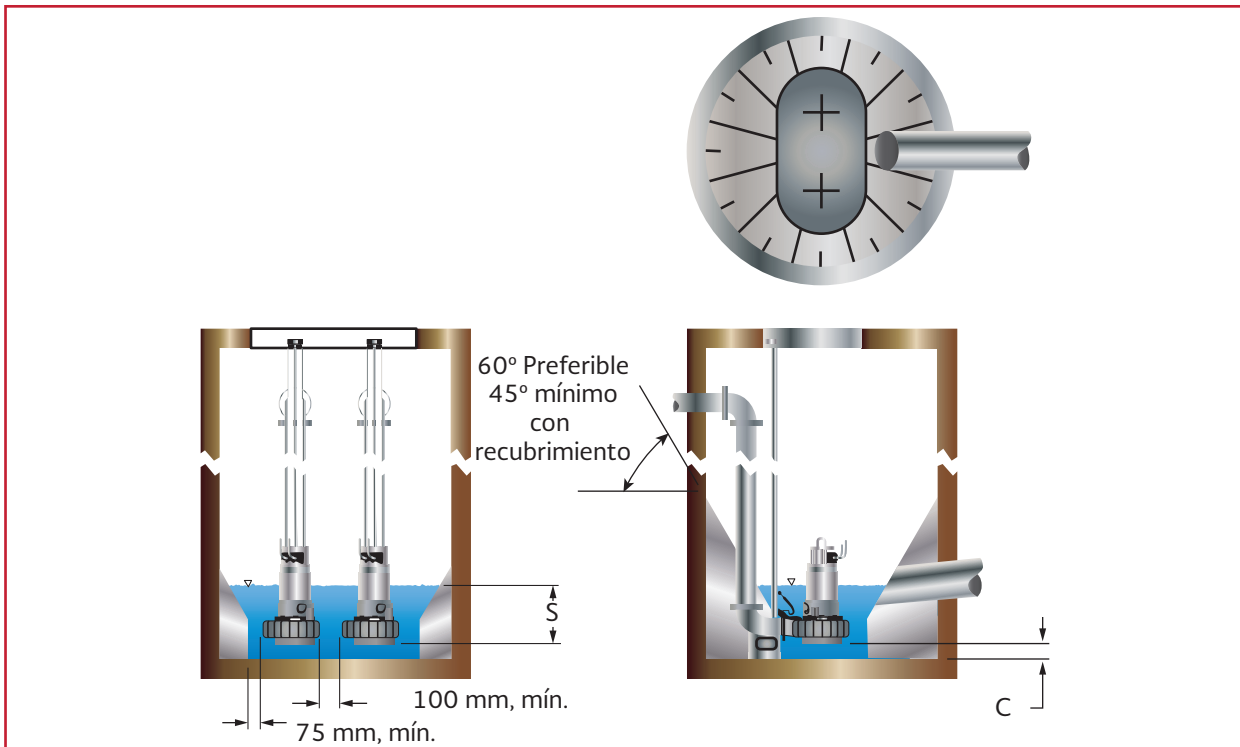 60º Preferible
45º mínimo
con
recubrimiento
S
100 mm, mín.
75 mm, mín.
C